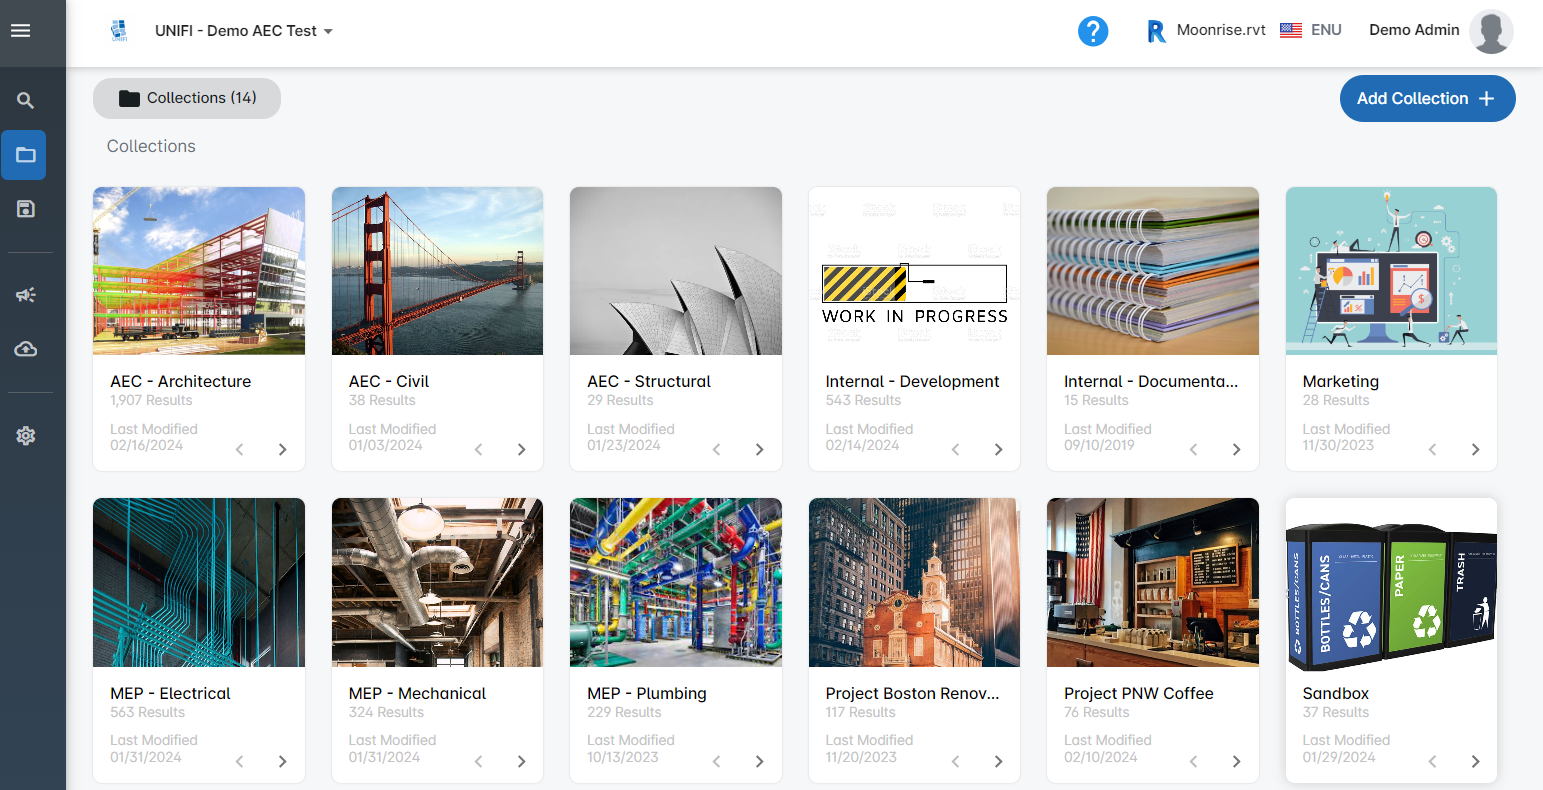 UNIFI
UNIFI - Demo AEC Test
?
Moonrise.rvt
ENU
Demo Admin
Collections (14)
Add Collection +
Collections
WORK IN PROGRESS
AEC - Architecture
1,907 Results
Last Modified
02/16/2024
AEC - Civil
38 Results
Last Modified
01/03/2024
AEC - Structural
29 Results
Last Modified
01/23/2024
Internal - Development
543 Results
Last Modified
02/14/2024
Internal - Documenta...
15 Results
Last Modified
09/10/2019
Marketing
28 Results
Last Modified
11/30/2023
BOTTLES/CANS
BOTTLES/CANS
PAPER
TRASH
MEP - Electrical
563 Results
Last Modified
01/31/2024
MEP - Mechanical
324 Results
Last Modified
01/31/2024
MEP - Plumbing
229 Results
Last Modified
10/13/2023
Project Boston Renov...
117 Results
Last Modified
11/20/2023
Project PNW Coffee
76 Results
Last Modified
02/10/2024
Sandbox
37 Results
Last Modified
01/29/2024